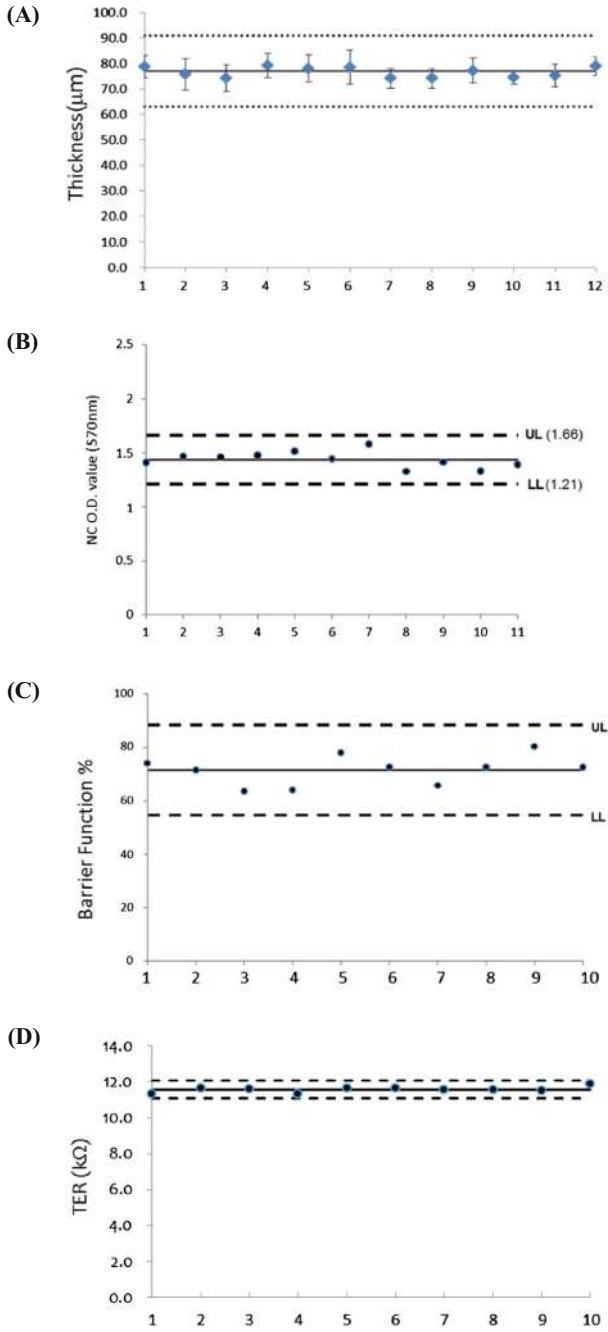 (A)
Thickness(μm)
100.0
90.0
80.0
70.0
60.0
50.0
40.0
30.0
20.0
10.0
0.0
1 2 3 4 5 6 7 8 9 10 11 12
(B)
NC O.D. value (570nm)
2.5
2
1.5
1
0.5
0
UL (1.66)
LL (1.21)
1 2 3 4 5 6 7 8 9 10 11
(C)
Barrier Function %
100
80
60
40
20
0
UL
LL
1 2 3 4 5 6 7 8 9 10
(D)
TER (kΩ)
14.0
12.0
10.0
8.0
6.0
4.0
2.0
0.0
1 2 3 4 5 6 7 8 9 10